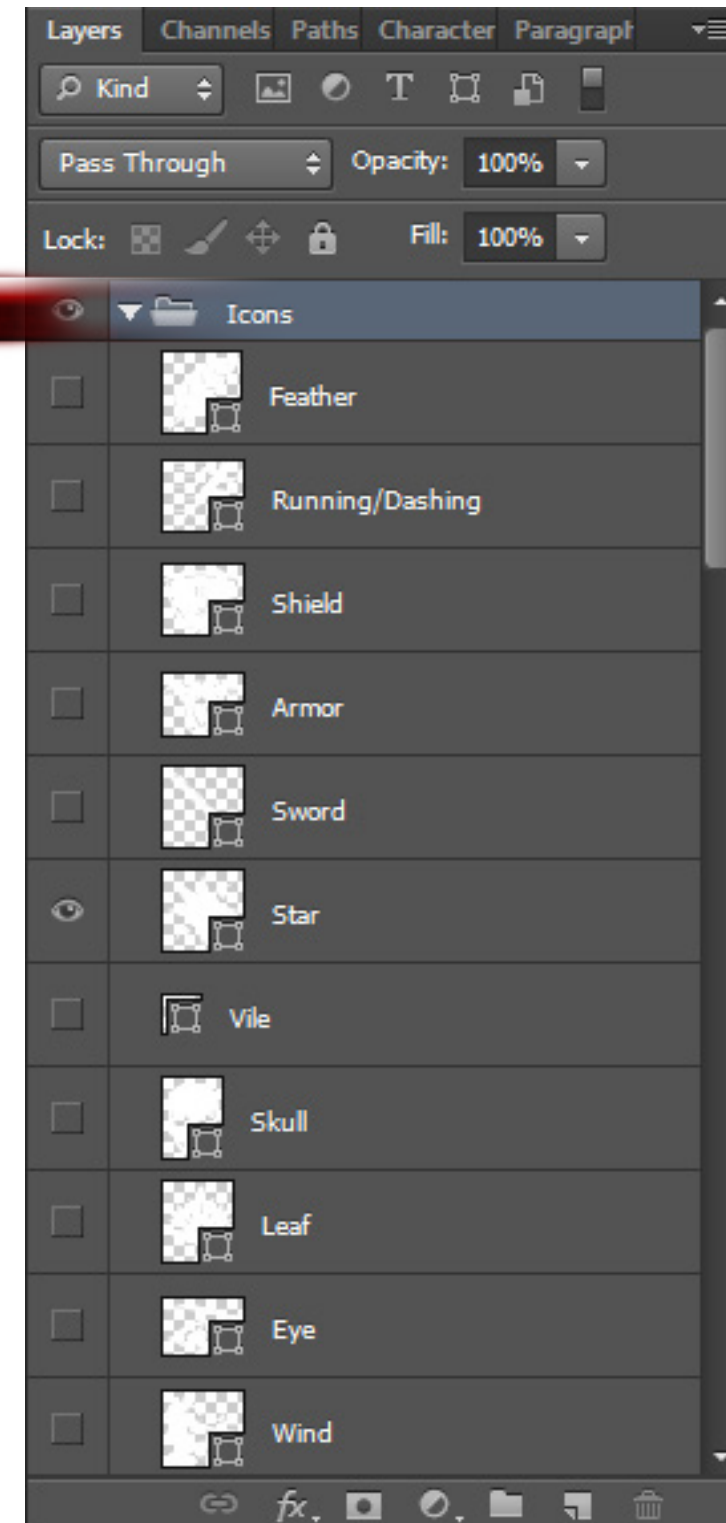 Layers Channels Paths Character Paragraph
Kind T
Pass Through Opacity: 100%
Lock: Fill: 100%
Icons
Feather
Running/Dashing
Shield
Armor
Sword
Star
Vile
Skull
Leaf
Eye
Wind
fx.